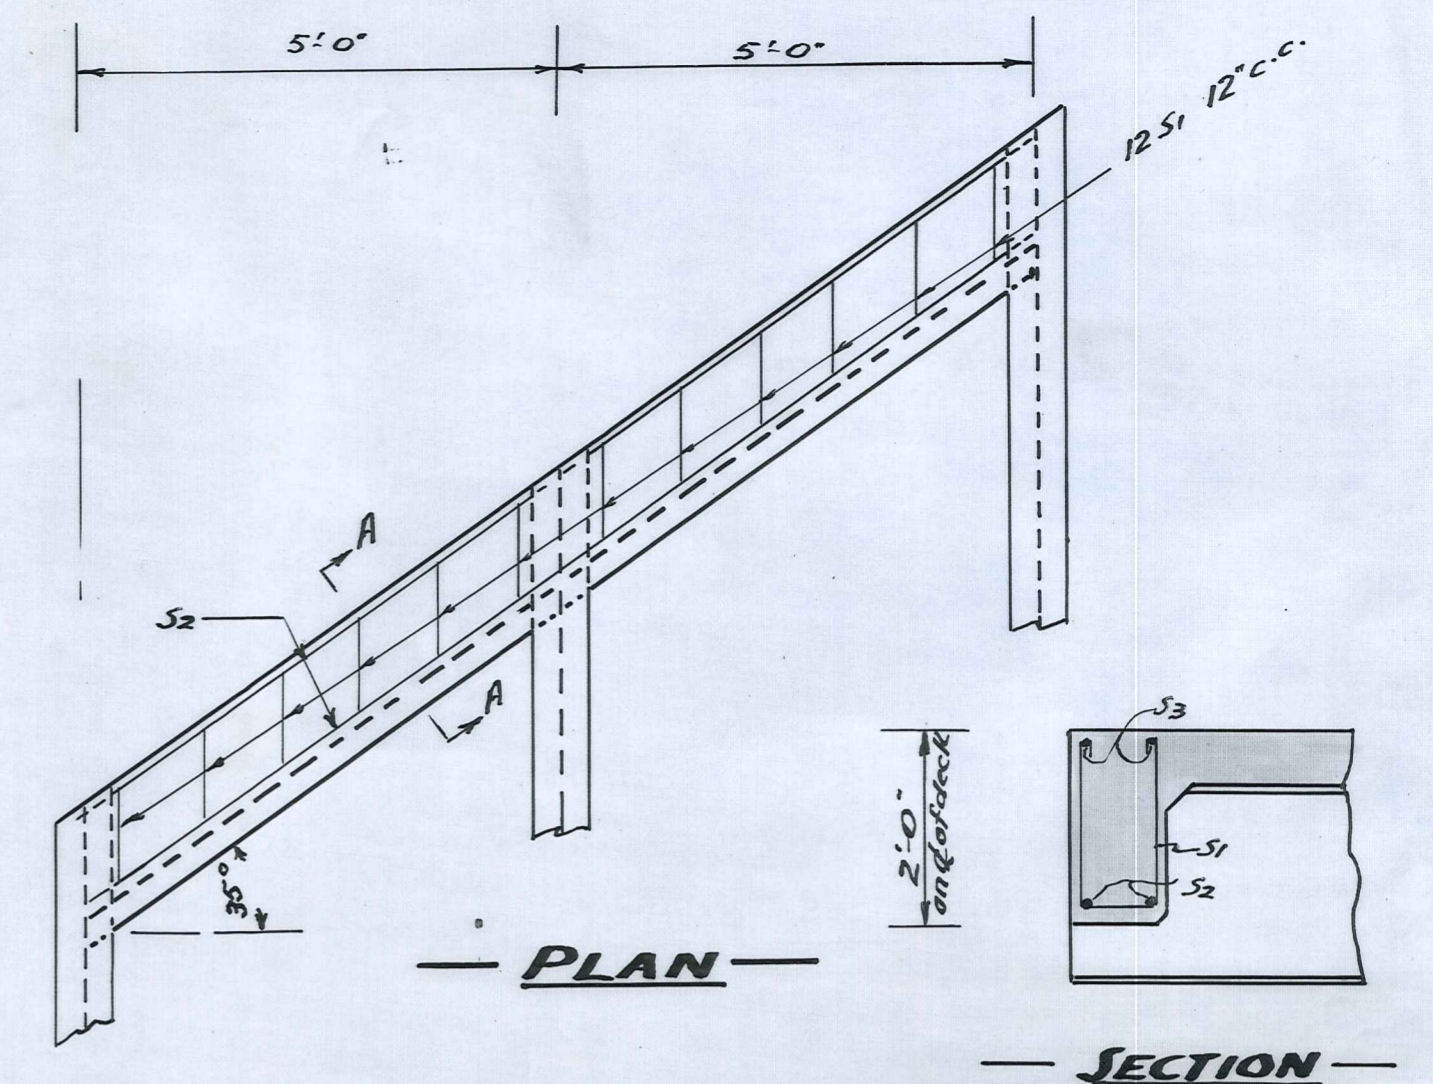 5'-0"
5'-0"
12 S1 12" C.C.
A
S2
A
35°
PLAN
2'-0"
on ȼ of deck
S3
S1
S2
SECTION